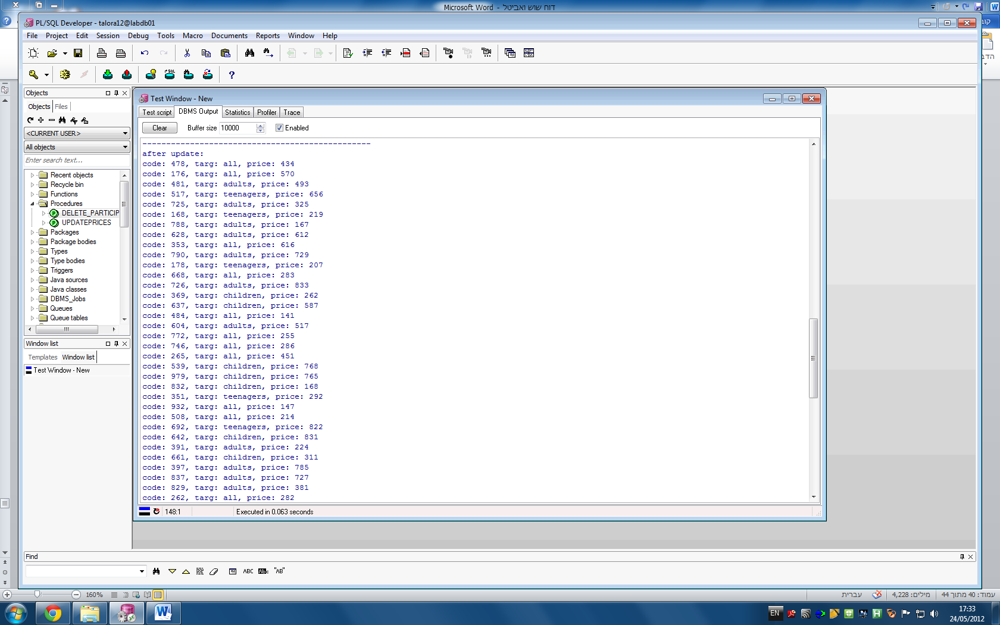 דוח שוש ואביטל - Microsoft Word
PL/SQL Developer - talora12@labdb01
File Project Edit Session Debug Tools Macro Documents Reports Window Help
Objects
Objects Files
<CURRENT USER>
All objects
Enter search text...
Recent objects
Recycle bin
Functions
Procedures
DELETE_PARTICIP
UPDATEPRICES
Packages
Package bodies
Types
Type bodies
Triggers
Java sources
Java classes
DBMS_Jobs
Queues
Queue tables
Window list
Templates Window list
Test Window - New
Test Window - New
Test script DBMS Output Statistics Profiler Trace
Clear Buffer size 10000 Enabled
------------------------------------------------
after update:
code: 478, targ: all, price: 434
code: 176, targ: all, price: 570
code: 481, targ: adults, price: 493
code: 517, targ: teenagers, price: 656
code: 725, targ: adults, price: 325
code: 168, targ: teenagers, price: 219
code: 788, targ: adults, price: 167
code: 628, targ: adults, price: 612
code: 353, targ: all, price: 616
code: 790, targ: adults, price: 729
code: 178, targ: teenagers, price: 207
code: 668, targ: all, price: 283
code: 726, targ: adults, price: 833
code: 369, targ: children, price: 262
code: 637, targ: children, price: 587
code: 484, targ: all, price: 141
code: 604, targ: adults, price: 517
code: 772, targ: all, price: 255
code: 746, targ: all, price: 286
code: 265, targ: all, price: 451
code: 539, targ: children, price: 768
code: 979, targ: children, price: 765
code: 832, targ: children, price: 168
code: 351, targ: teenagers, price: 292
code: 932, targ: all, price: 147
code: 508, targ: all, price: 214
code: 692, targ: teenagers, price: 822
code: 642, targ: children, price: 831
code: 391, targ: adults, price: 224
code: 661, targ: children, price: 311
code: 397, targ: adults, price: 785
code: 837, targ: adults, price: 727
code: 829, targ: adults, price: 381
code: 262, targ: all, price: 282
148:1 Executed in 0.063 seconds
Find
ABC "AB"
160%
עברית
מילים: 4,228
עמוד: 40 מתוך 44
EN
17:33
24/05/2012